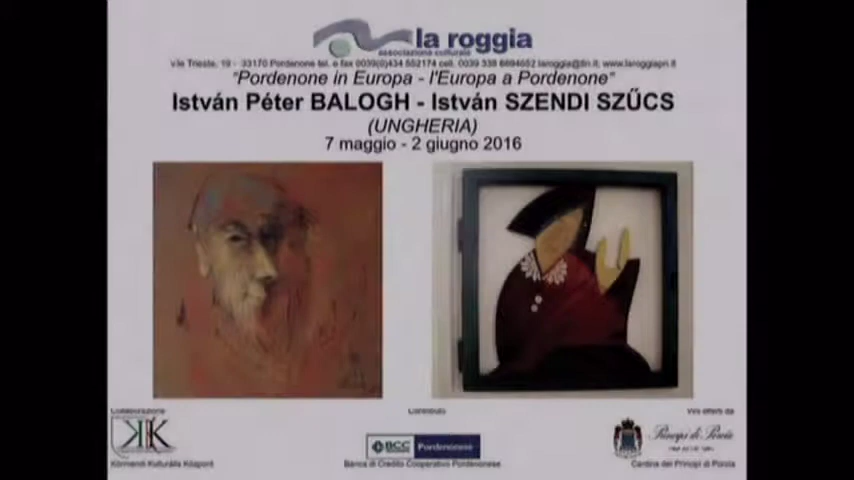 la roggia
associazione culturale
v.le Trieste, 19 - 33170 Pordenone tel. e fax 0039(0)434 552174 cell. 0039 338 6694652 laroggia@tin.it; www.laroggiapn.it
"Pordenone in Europa - l'Europa a Pordenone"
István Péter BALOGH - István SZENDI SZŰCS
(UNGHERIA)
7 maggio - 2 giugno 2016
Collaborazione
Contributo
Vini offerti da
KK
BCC Pordenonese
Principi di Porcia
Körmendi Kulturális Központ
Banca di Credito Cooperativo Pordenonese
Cantina dei Principi di Porcia